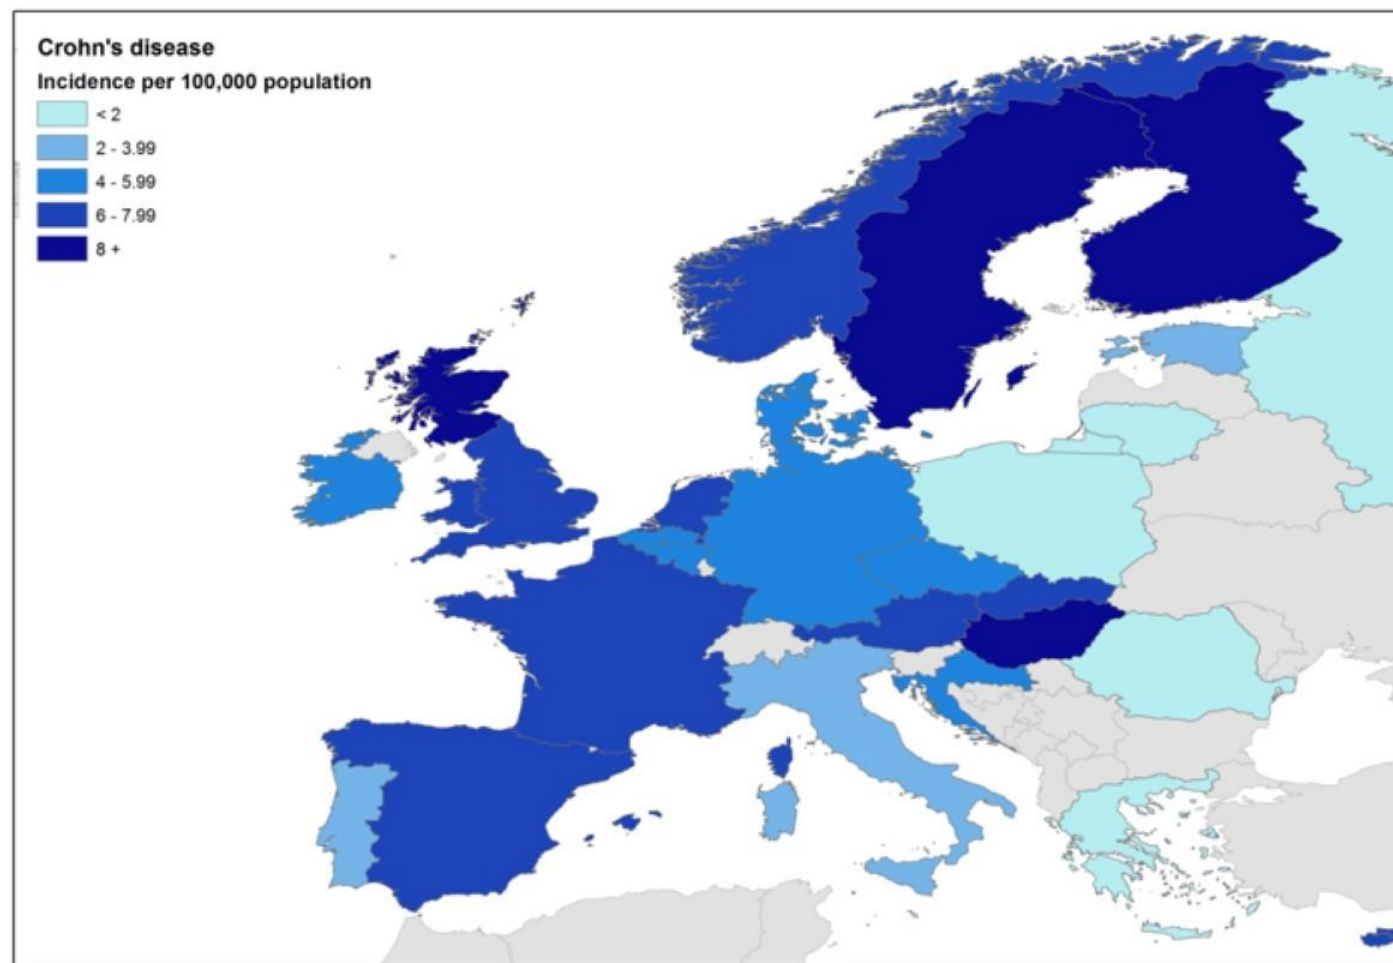 Crohn's disease
Incidence per 100,000 population
< 2
2 - 3.99
4 - 5.99
6 - 7.99
8 +